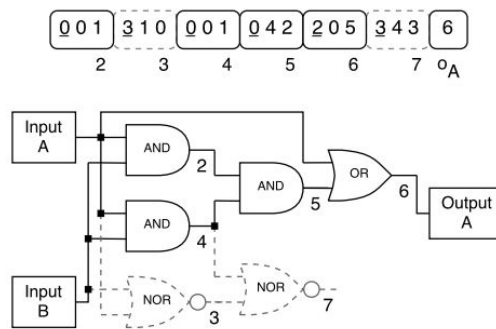 0 0 1 3 1 0 0 0 1 0 4 2 2 0 5 3 4 3 6
2 3 4 5 6 7 oA
Input A
AND
2
AND
OR
5
6
Output A
AND
4
Input B
NOR
3
NOR
7